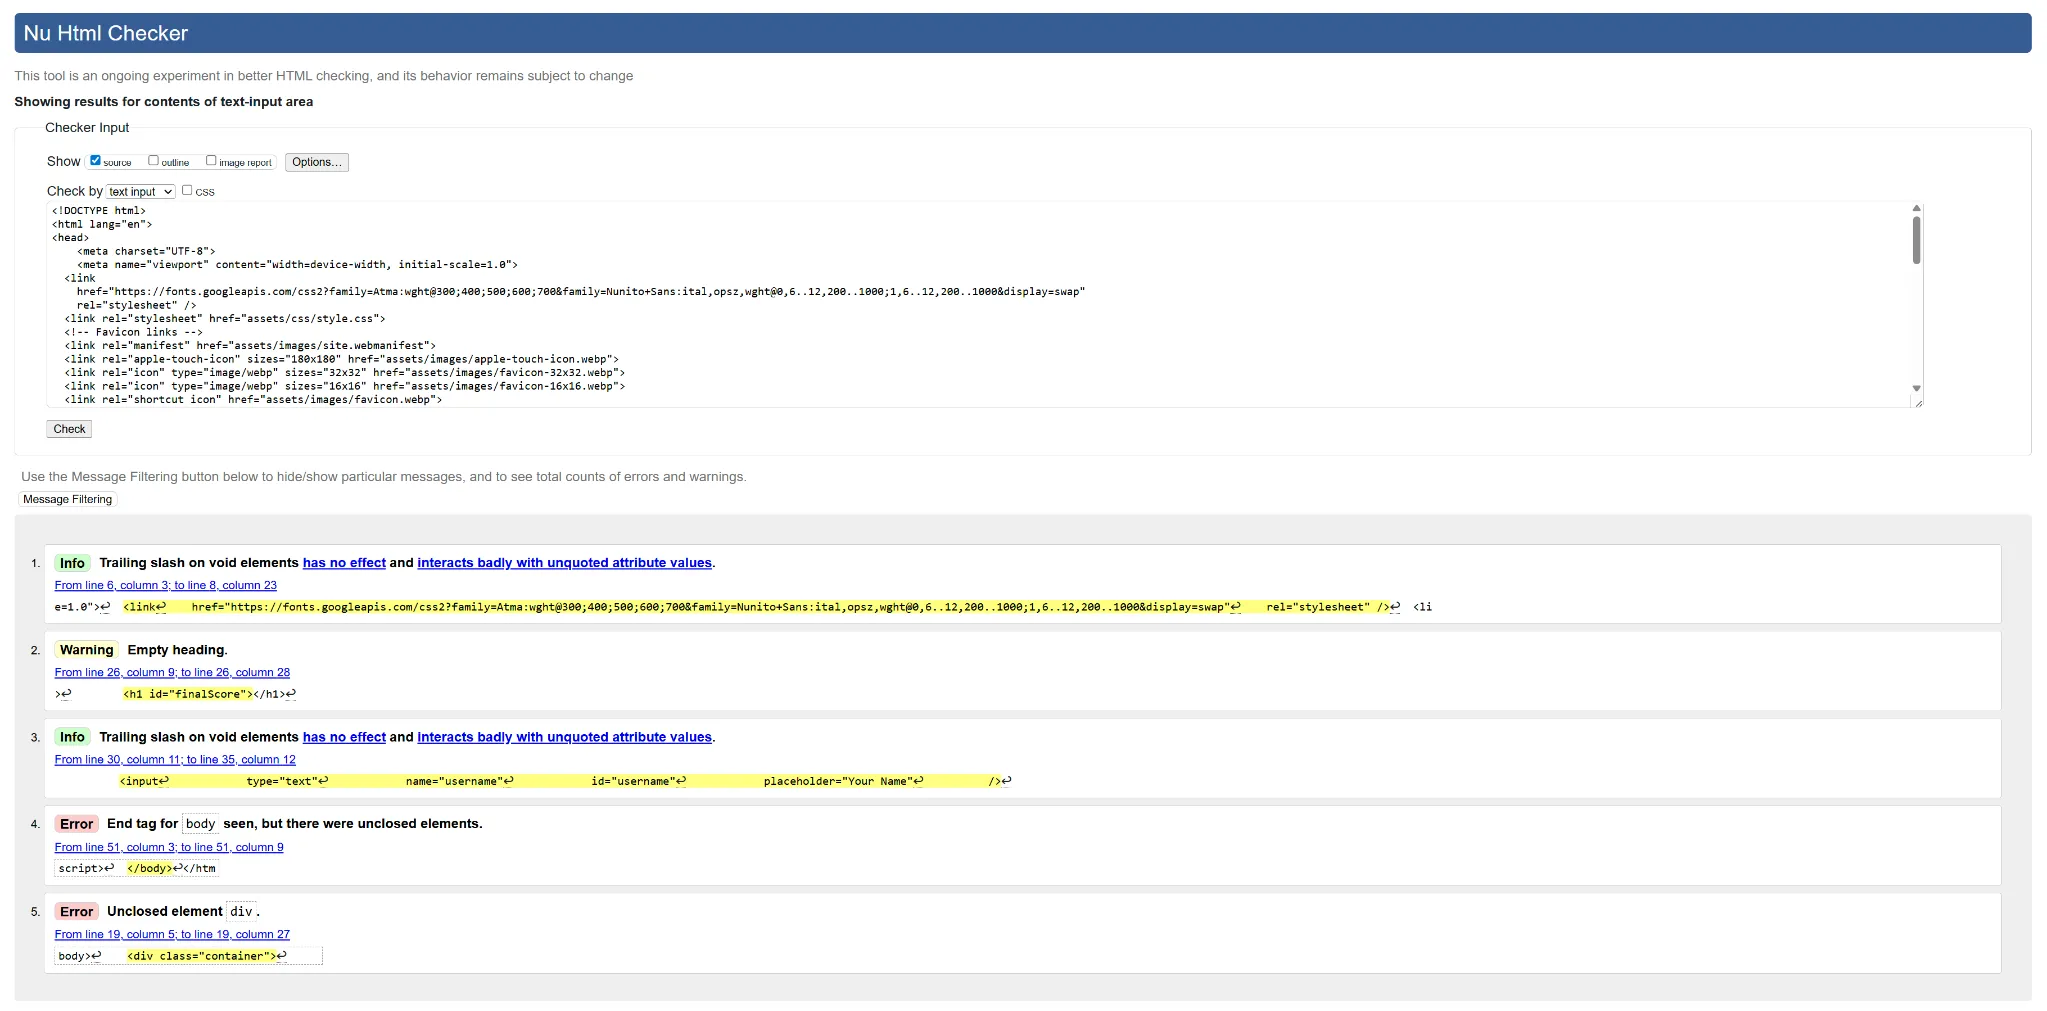 Nu Html Checker
This tool is an ongoing experiment in better HTML checking, and its behavior remains subject to change
Showing results for contents of text-input area
Checker Input
Show source outline image report Options...
Check by text input css
<!DOCTYPE html>
<html lang="en">
<head>
    <meta charset="UTF-8">
    <meta name="viewport" content="width=device-width, initial-scale=1.0">
  <link
    href="https://fonts.googleapis.com/css2?family=Atma:wght@300;400;500;600;700&family=Nunito+Sans:ital,opsz,wght@0,6..12,200..1000;1,6..12,200..1000&display=swap"
    rel="stylesheet" />
  <link rel="stylesheet" href="assets/css/style.css">
  <!-- Favicon links -->
  <link rel="manifest" href="assets/images/site.webmanifest">
  <link rel="apple-touch-icon" sizes="180x180" href="assets/images/apple-touch-icon.webp">
  <link rel="icon" type="image/webp" sizes="32x32" href="assets/images/favicon-32x32.webp">
  <link rel="icon" type="image/webp" sizes="16x16" href="assets/images/favicon-16x16.webp">
  <link rel="shortcut icon" href="assets/images/favicon.webp">
Check
Use the Message Filtering button below to hide/show particular messages, and to see total counts of errors and warnings.
Message Filtering
1. Info Trailing slash on void elements has no effect and interacts badly with unquoted attribute values.
From line 6, column 3; to line 8, column 23
e=1.0">↩  <link↩    href="https://fonts.googleapis.com/css2?family=Atma:wght@300;400;500;600;700&family=Nunito+Sans:ital,opsz,wght@0,6..12,200..1000;1,6..12,200..1000&display=swap"↩    rel="stylesheet" />↩  <li
2. Warning Empty heading.
From line 26, column 9; to line 26, column 28
>↩        <h1 id="finalScore"></h1>↩
3. Info Trailing slash on void elements has no effect and interacts badly with unquoted attribute values.
From line 30, column 11; to line 35, column 12
<input↩            type="text"↩            name="username"↩            id="username"↩            placeholder="Your Name"↩          />↩
4. Error End tag for body seen, but there were unclosed elements.
From line 51, column 3; to line 51, column 9
script>↩  </body>↩</htm
5. Error Unclosed element div.
From line 19, column 5; to line 19, column 27
body>↩    <div class="container">↩